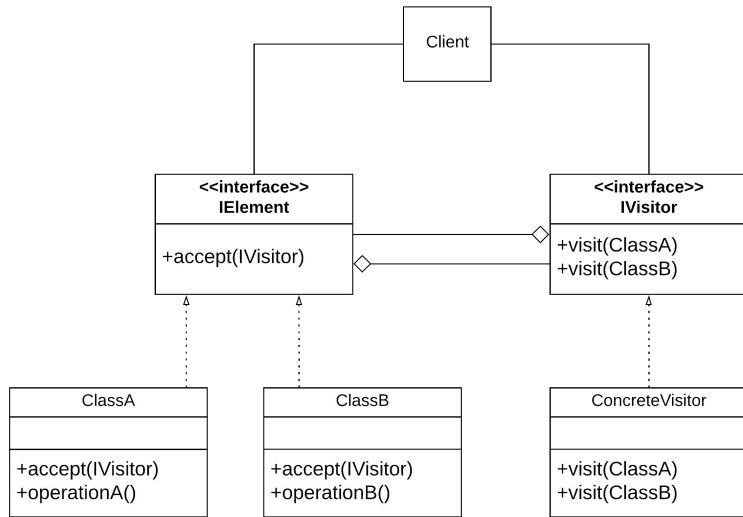 Client
<<interface>>
IElement
+accept(IVisitor)
<<interface>>
IVisitor
+visit(ClassA)
+visit(ClassB)
ClassA
+accept(IVisitor)
+operationA()
ClassB
+accept(IVisitor)
+operationB()
ConcreteVisitor
+visit(ClassA)
+visit(ClassB)